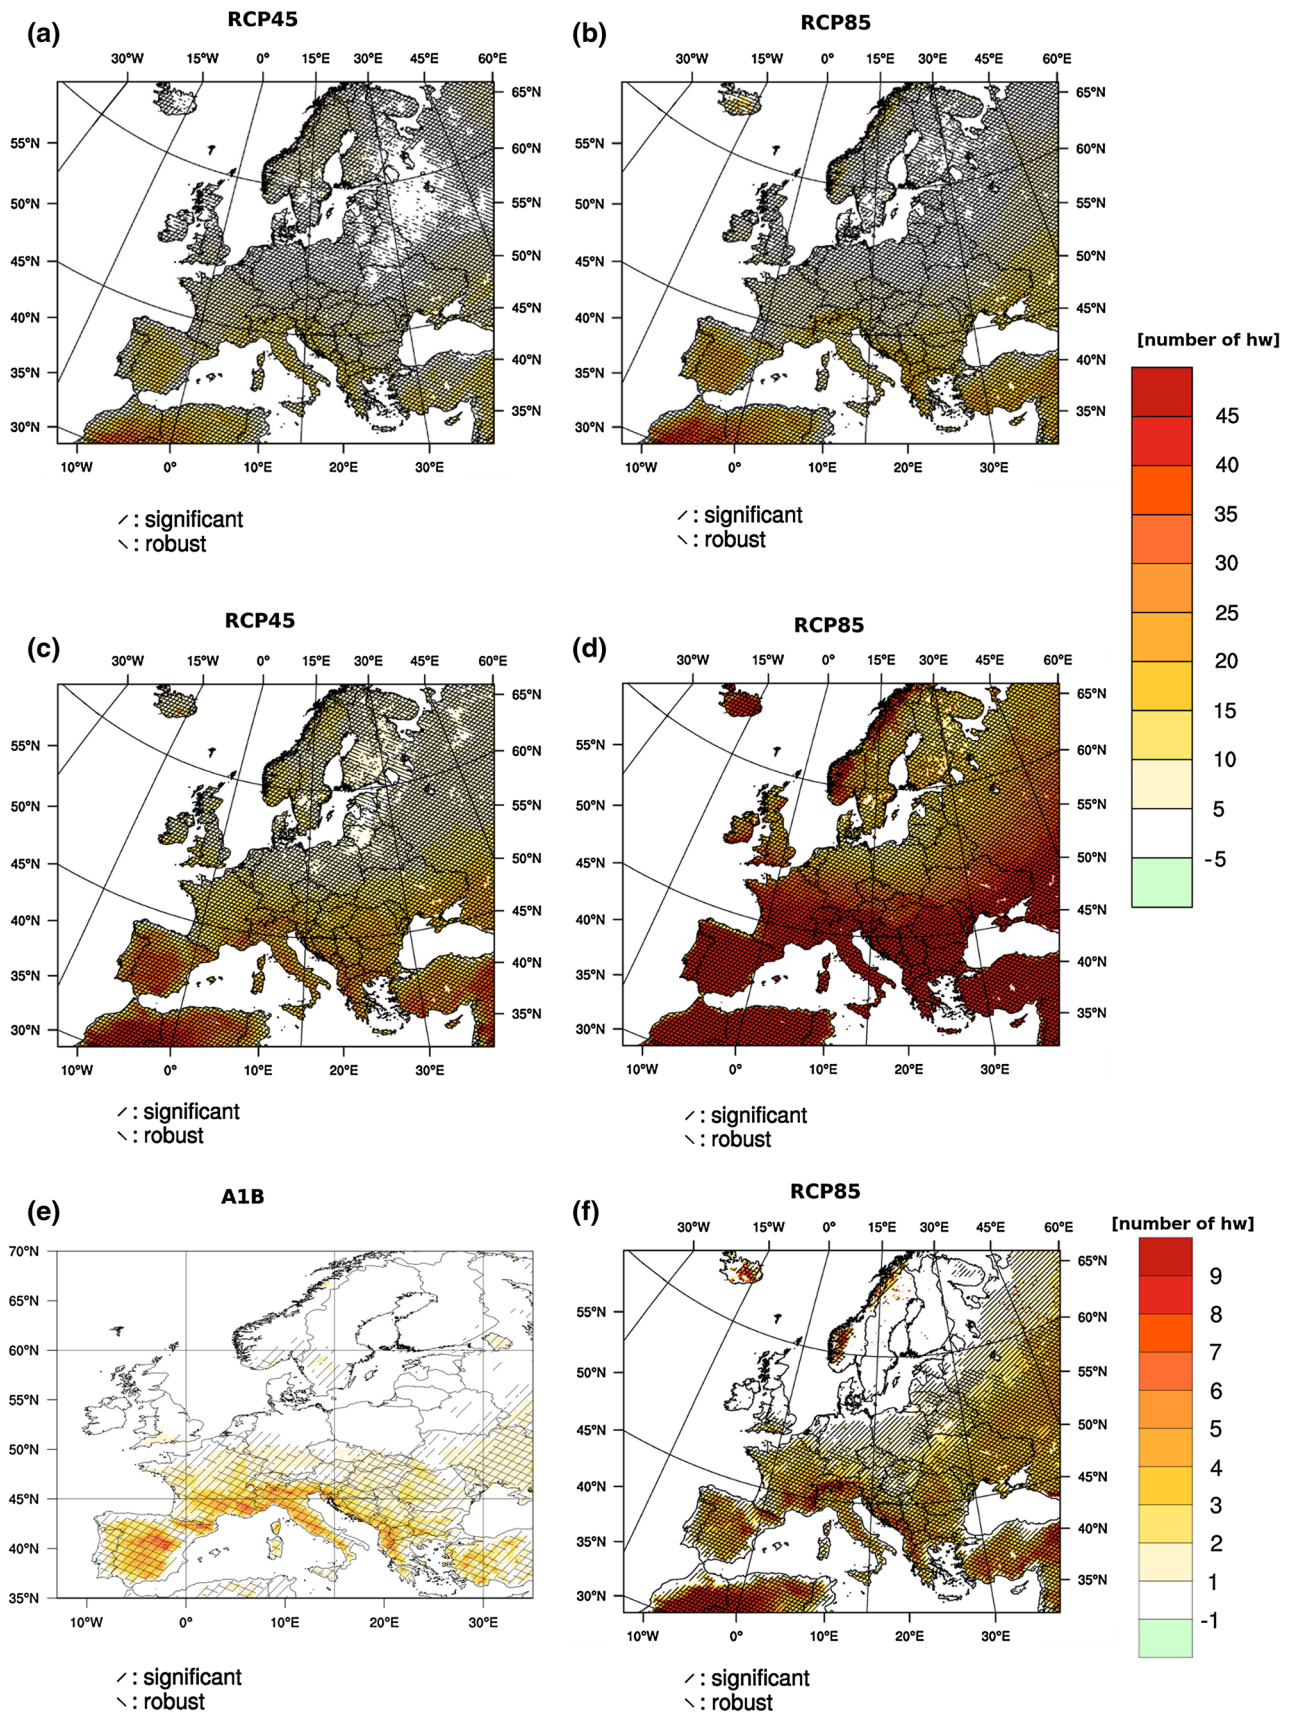 (a) RCP45
30°W 15°W 0° 15°E 30°E 45°E 60°E
65°N
60°N
55°N
50°N
45°N
40°N
35°N
55°N
50°N
45°N
40°N
35°N
30°N
10°W 0° 10°E 20°E 30°E
⟋ : significant
⟍ : robust
(b) RCP85
30°W 15°W 0° 15°E 30°E 45°E 60°E
65°N
60°N
55°N
50°N
45°N
40°N
35°N
55°N
50°N
45°N
40°N
35°N
30°N
10°W 0° 10°E 20°E 30°E
⟋ : significant
⟍ : robust
[number of hw]
45
40
35
30
25
20
15
10
5
-5
(c) RCP45
30°W 15°W 0° 15°E 30°E 45°E 60°E
65°N
60°N
55°N
50°N
45°N
40°N
35°N
55°N
50°N
45°N
40°N
35°N
30°N
10°W 0° 10°E 20°E 30°E
⟋ : significant
⟍ : robust
(d) RCP85
30°W 15°W 0° 15°E 30°E 45°E 60°E
65°N
60°N
55°N
50°N
45°N
40°N
35°N
55°N
50°N
45°N
40°N
35°N
30°N
10°W 0° 10°E 20°E 30°E
⟋ : significant
⟍ : robust
(e) A1B
70°N
65°N
60°N
55°N
50°N
45°N
40°N
35°N
10°W 0° 10°E 20°E 30°E
⟋ : significant
⟍ : robust
(f) RCP85
30°W 15°W 0° 15°E 30°E 45°E 60°E
65°N
60°N
55°N
50°N
45°N
40°N
35°N
55°N
50°N
45°N
40°N
35°N
30°N
10°W 0° 10°E 20°E 30°E
⟋ : significant
⟍ : robust
[number of hw]
9
8
7
6
5
4
3
2
1
-1